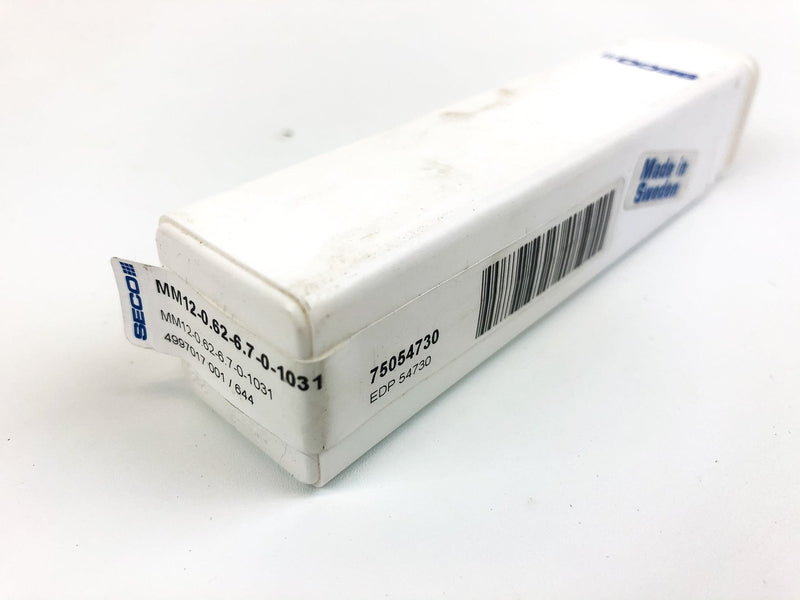 SECO
MM12-0.62-6.7-0-1031
MM12-0.62-6.7-0-1031
4997017 001 / 644
75054730
EDP 54730
Made in
Sweden
SECO